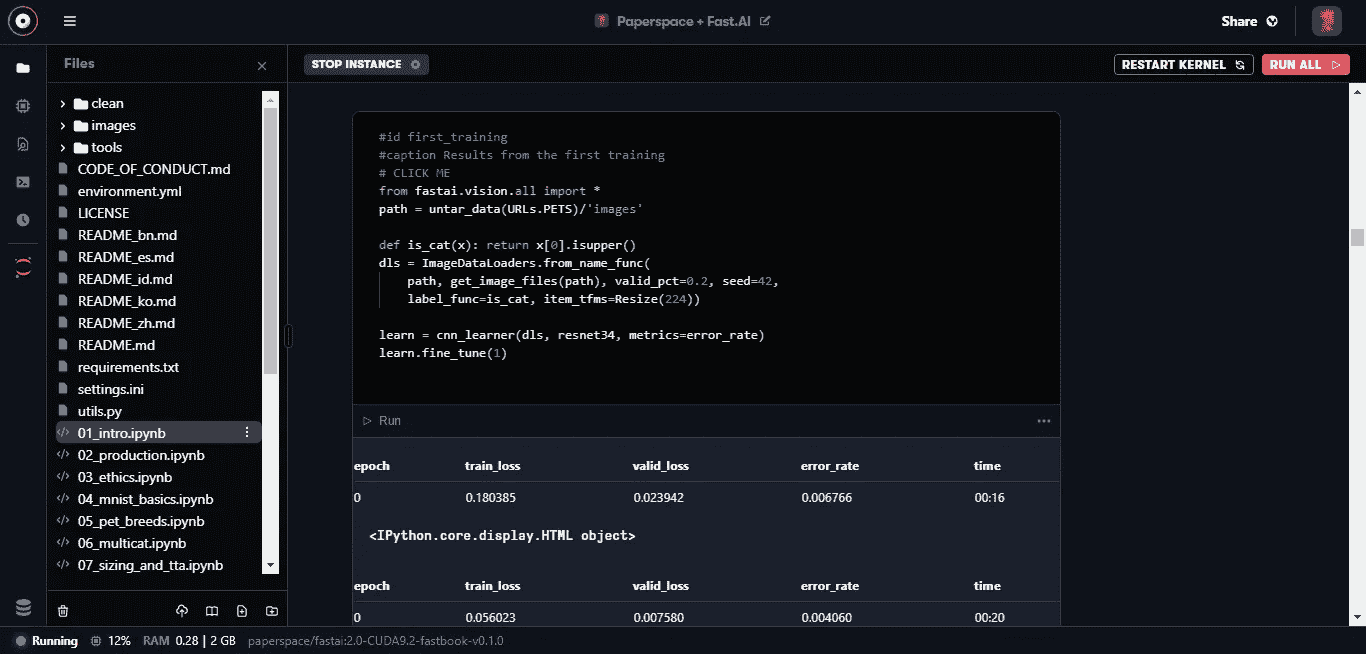 Paperspace + Fast.AI
Share
Files
STOP INSTANCE
RESTART KERNEL
RUN ALL
clean
images
tools
CODE_OF_CONDUCT.md
environment.yml
LICENSE
README_bn.md
README_es.md
README_id.md
README_ko.md
README_zh.md
README.md
requirements.txt
settings.ini
utils.py
01_intro.ipynb
02_production.ipynb
03_ethics.ipynb
04_mnist_basics.ipynb
05_pet_breeds.ipynb
06_multicat.ipynb
07_sizing_and_tta.ipynb
#id first_training
#caption Results from the first training
# CLICK ME
from fastai.vision.all import *
path = untar_data(URLs.PETS)/'images'
def is_cat(x): return x[0].isupper()
dls = ImageDataLoaders.from_name_func(
path, get_image_files(path), valid_pct=0.2, seed=42,
label_func=is_cat, item_tfms=Resize(224))
learn = cnn_learner(dls, resnet34, metrics=error_rate)
learn.fine_tune(1)
Run
epoch train_loss valid_loss error_rate time
0 0.180385 0.023942 0.006766 00:16
<IPython.core.display.HTML object>
epoch train_loss valid_loss error_rate time
0 0.056023 0.007580 0.004060 00:20
Running 12% RAM 0.28 | 2 GB paperspace/fastai:2.0-CUDA9.2-fastbook-v0.1.0